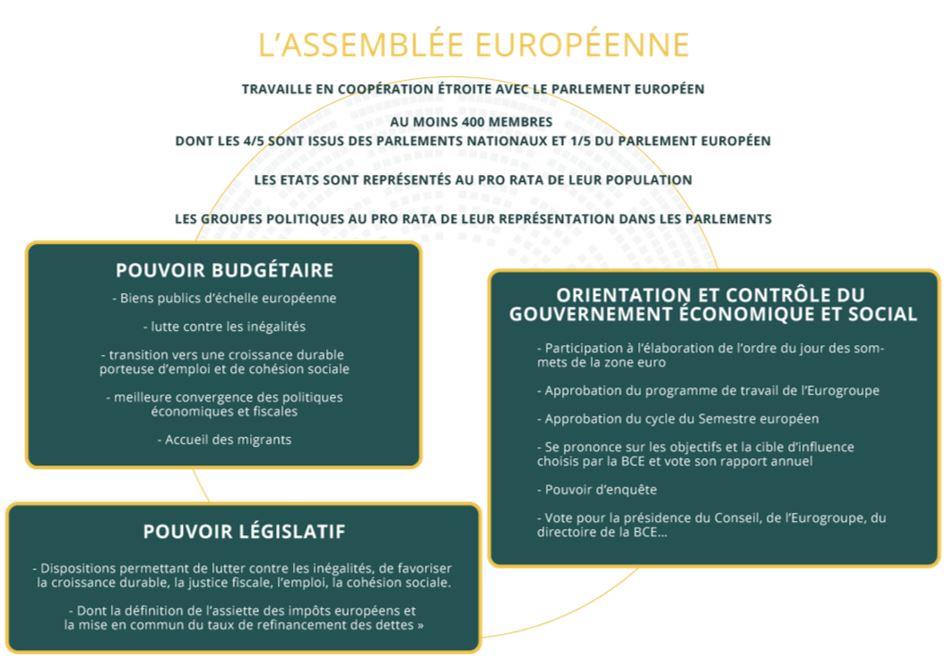 L'ASSEMBLÉE EUROPÉENNE
TRAVAILLE EN COOPÉRATION ÉTROITE AVEC LE PARLEMENT EUROPÉEN
AU MOINS 400 MEMBRES
DONT LES 4/5 SONT ISSUS DES PARLEMENTS NATIONAUX ET 1/5 DU PARLEMENT EUROPÉEN
LES ETATS SONT REPRÉSENTÉS AU PRO RATA DE LEUR POPULATION
LES GROUPES POLITIQUES AU PRO RATA DE LEUR REPRÉSENTATION DANS LES PARLEMENTS
POUVOIR BUDGÉTAIRE
- Biens publics d'échelle européenne
- lutte contre les inégalités
- transition vers une croissance durable
porteuse d'emploi et de cohésion sociale
- meilleure convergence des politiques
économiques et fiscales
- Accueil des migrants
ORIENTATION ET CONTRÔLE DU
GOUVERNEMENT ÉCONOMIQUE ET SOCIAL
- Participation à l'élaboration de l'ordre du jour des som-
mets de la zone euro
- Approbation du programme de travail de l'Eurogroupe
- Approbation du cycle du Semestre européen
- Se prononce sur les objectifs et la cible d'influence
choisis par la BCE et vote son rapport annuel
- Pouvoir d'enquête
- Vote pour la présidence du Conseil, de l'Eurogroupe, du
directoire de la BCE...
POUVOIR LÉGISLATIF
- Dispositions permettant de lutter contre les inégalités, de favoriser
la croissance durable, la justice fiscale, l'emploi, la cohésion sociale.
- Dont la définition de l'assiette des impôts européens et
la mise en commun du taux de refinancement des dettes »